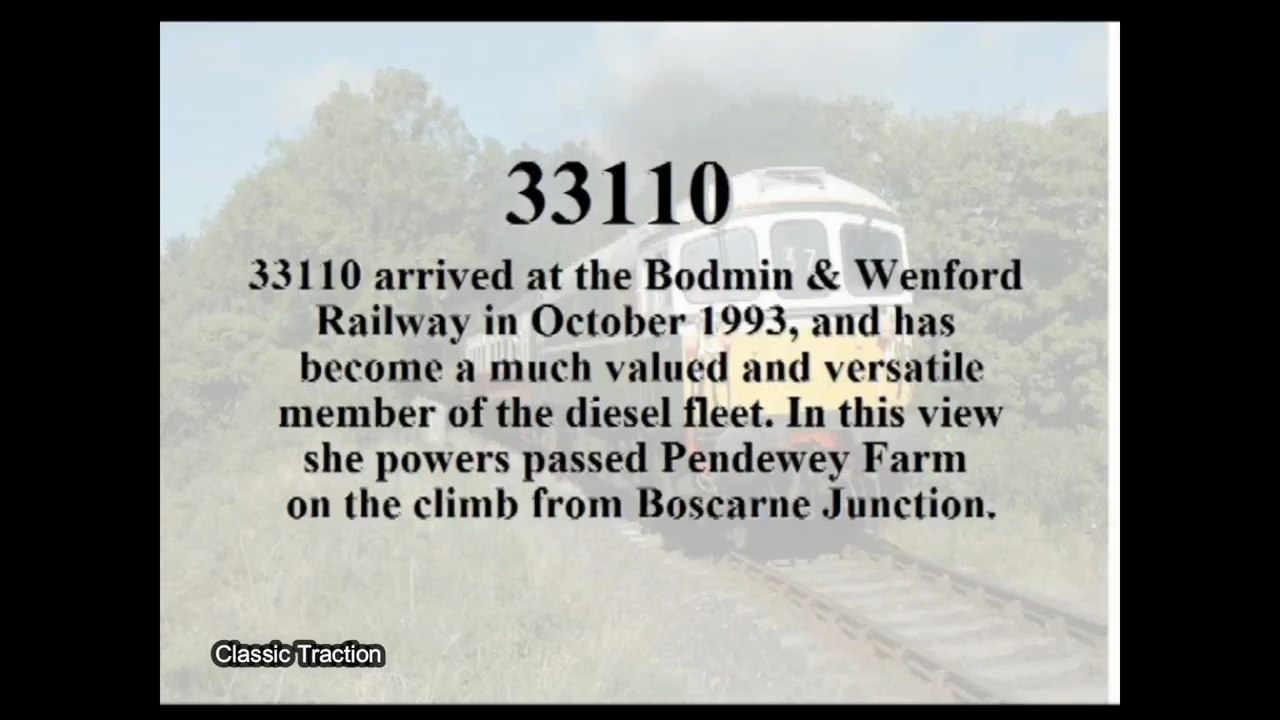 33110
33110 arrived at the Bodmin & Wenford
Railway in October 1993, and has
become a much valued and versatile
member of the diesel fleet. In this view
she powers passed Pendewey Farm
on the climb from Boscarne Junction.
37
Classic Traction